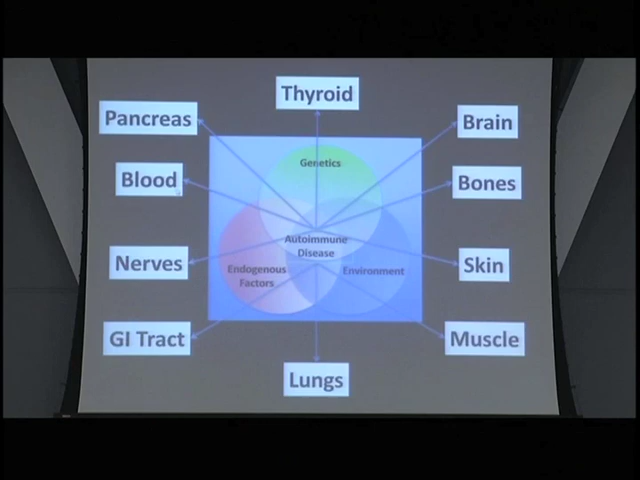 Thyroid
Pancreas
Brain
Genetics
Blood
Bones
Autoimmune
Disease
Nerves
Skin
Endogenous
Factors
Environment
GI Tract
Muscle
Lungs